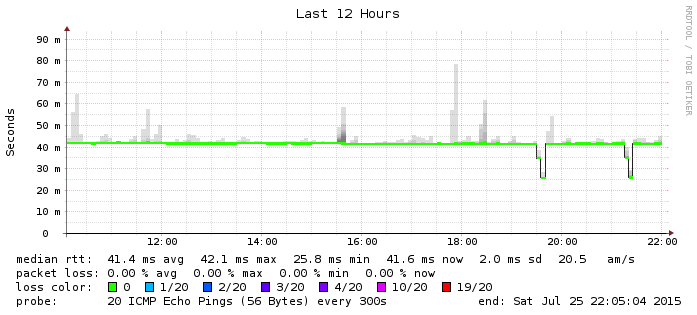 Last 12 Hours
RRDTOOL / TOBI OETIKER
Seconds
90 m
80 m
70 m
60 m
50 m
40 m
30 m
20 m
10 m
0
12:00 14:00 16:00 18:00 20:00 22:00
median rtt: 41.4 ms avg 42.1 ms max 25.8 ms min 41.6 ms now 2.0 ms sd 20.5 am/s
packet loss: 0.00 % avg 0.00 % max 0.00 % min 0.00 % now
loss color: 0 1/20 2/20 3/20 4/20 10/20 19/20
probe: 20 ICMP Echo Pings (56 Bytes) every 300s end: Sat Jul 25 22:05:04 2015